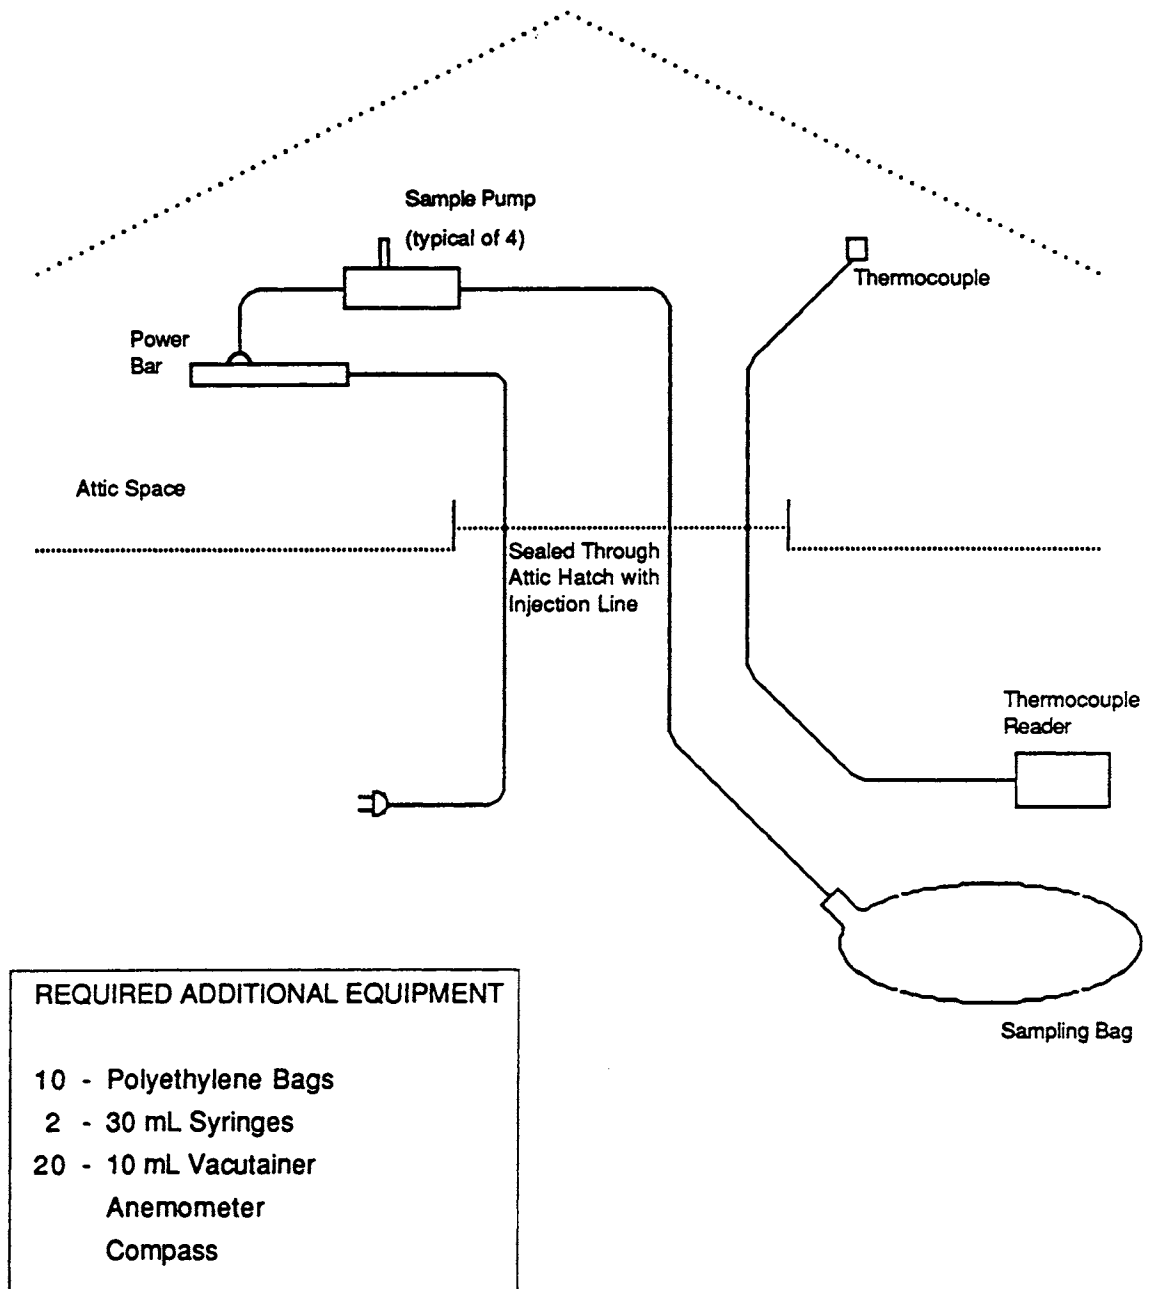 Sample Pump
(typical of 4)
Thermocouple
Power
Bar
Attic Space
Sealed Through
Attic Hatch with
Injection Line
Thermocouple
Reader
Sampling Bag
REQUIRED ADDITIONAL EQUIPMENT
10 - Polyethylene Bags
2 - 30 mL Syringes
20 - 10 mL Vacutainer
Anemometer
Compass